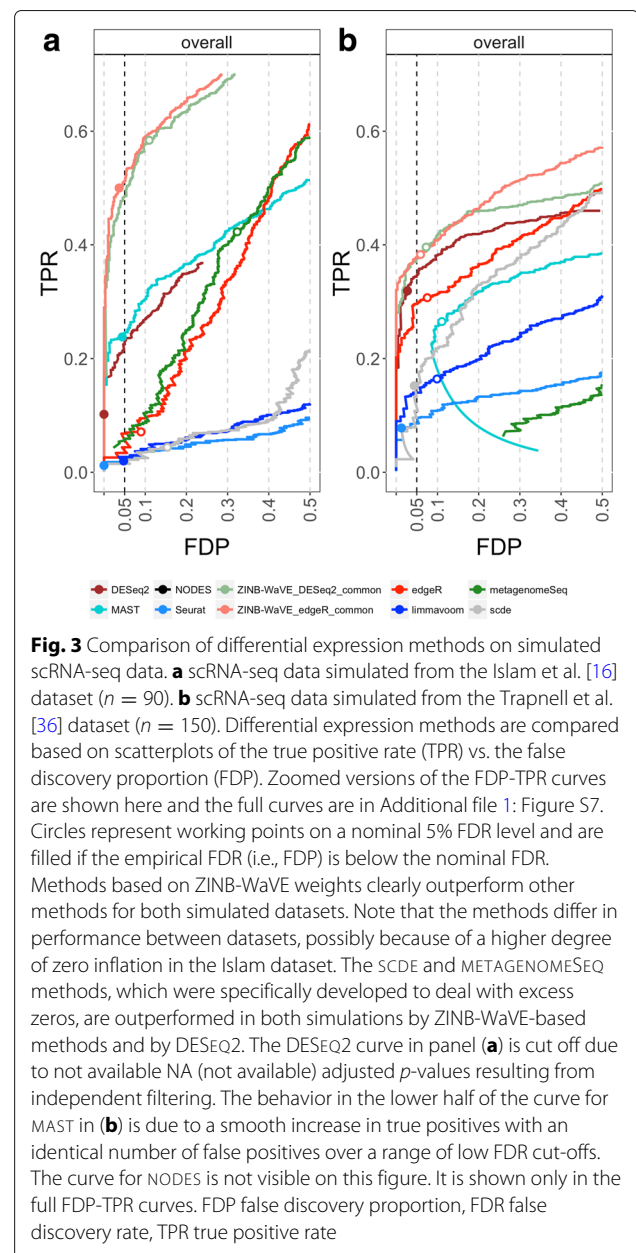 a
overall
b
overall
TPR
0.6
0.4
0.2
0.0
0.05
0.1
0.2
0.3
0.4
0.5
FDP
TPR
0.6
0.4
0.2
0.0
0.05
0.1
0.2
0.3
0.4
0.5
FDP
DESeq2 NODES ZINB-WaVE_DESeq2_common edgeR metagenomeSeq
MAST Seurat ZINB-WaVE_edgeR_common limmavoom scde
Fig. 3 Comparison of differential expression methods on simulated
scRNA-seq data. a scRNA-seq data simulated from the Islam et al. [16]
dataset (n = 90). b scRNA-seq data simulated from the Trapnell et al.
[36] dataset (n = 150). Differential expression methods are compared
based on scatterplots of the true positive rate (TPR) vs. the false
discovery proportion (FDP). Zoomed versions of the FDP-TPR curves
are shown here and the full curves are in Additional file 1: Figure S7.
Circles represent working points on a nominal 5% FDR level and are
filled if the empirical FDR (i.e., FDP) is below the nominal FDR.
Methods based on ZINB-WaVE weights clearly outperform other
methods for both simulated datasets. Note that the methods differ in
performance between datasets, possibly because of a higher degree
of zero inflation in the Islam dataset. The SCDE and METAGENOMESEQ
methods, which were specifically developed to deal with excess
zeros, are outperformed in both simulations by ZINB-WaVE-based
methods and by DESEQ2. The DESEQ2 curve in panel (a) is cut off due
to not available NA (not available) adjusted p-values resulting from
independent filtering. The behavior in the lower half of the curve for
MAST in (b) is due to a smooth increase in true positives with an
identical number of false positives over a range of low FDR cut-offs.
The curve for NODES is not visible on this figure. It is shown only in the
full FDP-TPR curves. FDP false discovery proportion, FDR false
discovery rate, TPR true positive rate